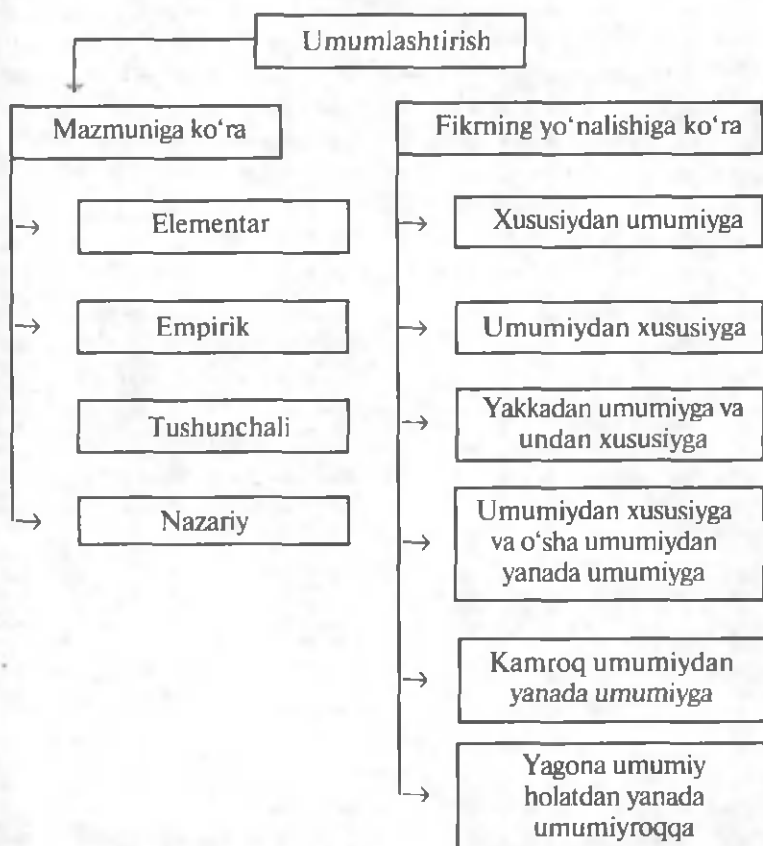 Umumlashtirish
Mazmuniga ko‘ra
Elementar
Empirik
Tushunchali
Nazariy
Fikrning yo‘nalishiga ko‘ra
Xususiydan umumiyga
Umumiydan xususiyga
Yakkadan umumiyga va
undan xususiyga
Umumiydan xususiyga
va o‘sha umumiydan
yanada umumiyga
Kamroq umumiydan
yanada umumiyga
Yagona umumiy
holatdan yanada
umumiyroqqa